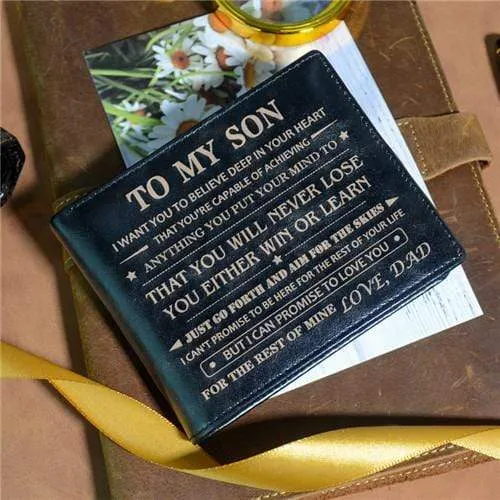 TO MY SON
I WANT YOU TO BELIEVE DEEP IN YOUR HEART
THAT YOU'RE CAPABLE OF ACHIEVING
ANYTHING YOU PUT YOUR MIND TO
THAT YOU WILL NEVER LOSE
YOU EITHER WIN OR LEARN
JUST GO FORTH AND AIM FOR THE SKIES
I CAN'T PROMISE TO BE HERE FOR THE REST OF YOUR LIFE
BUT I CAN PROMISE TO LOVE YOU
FOR THE REST OF MINE LOVE, DAD